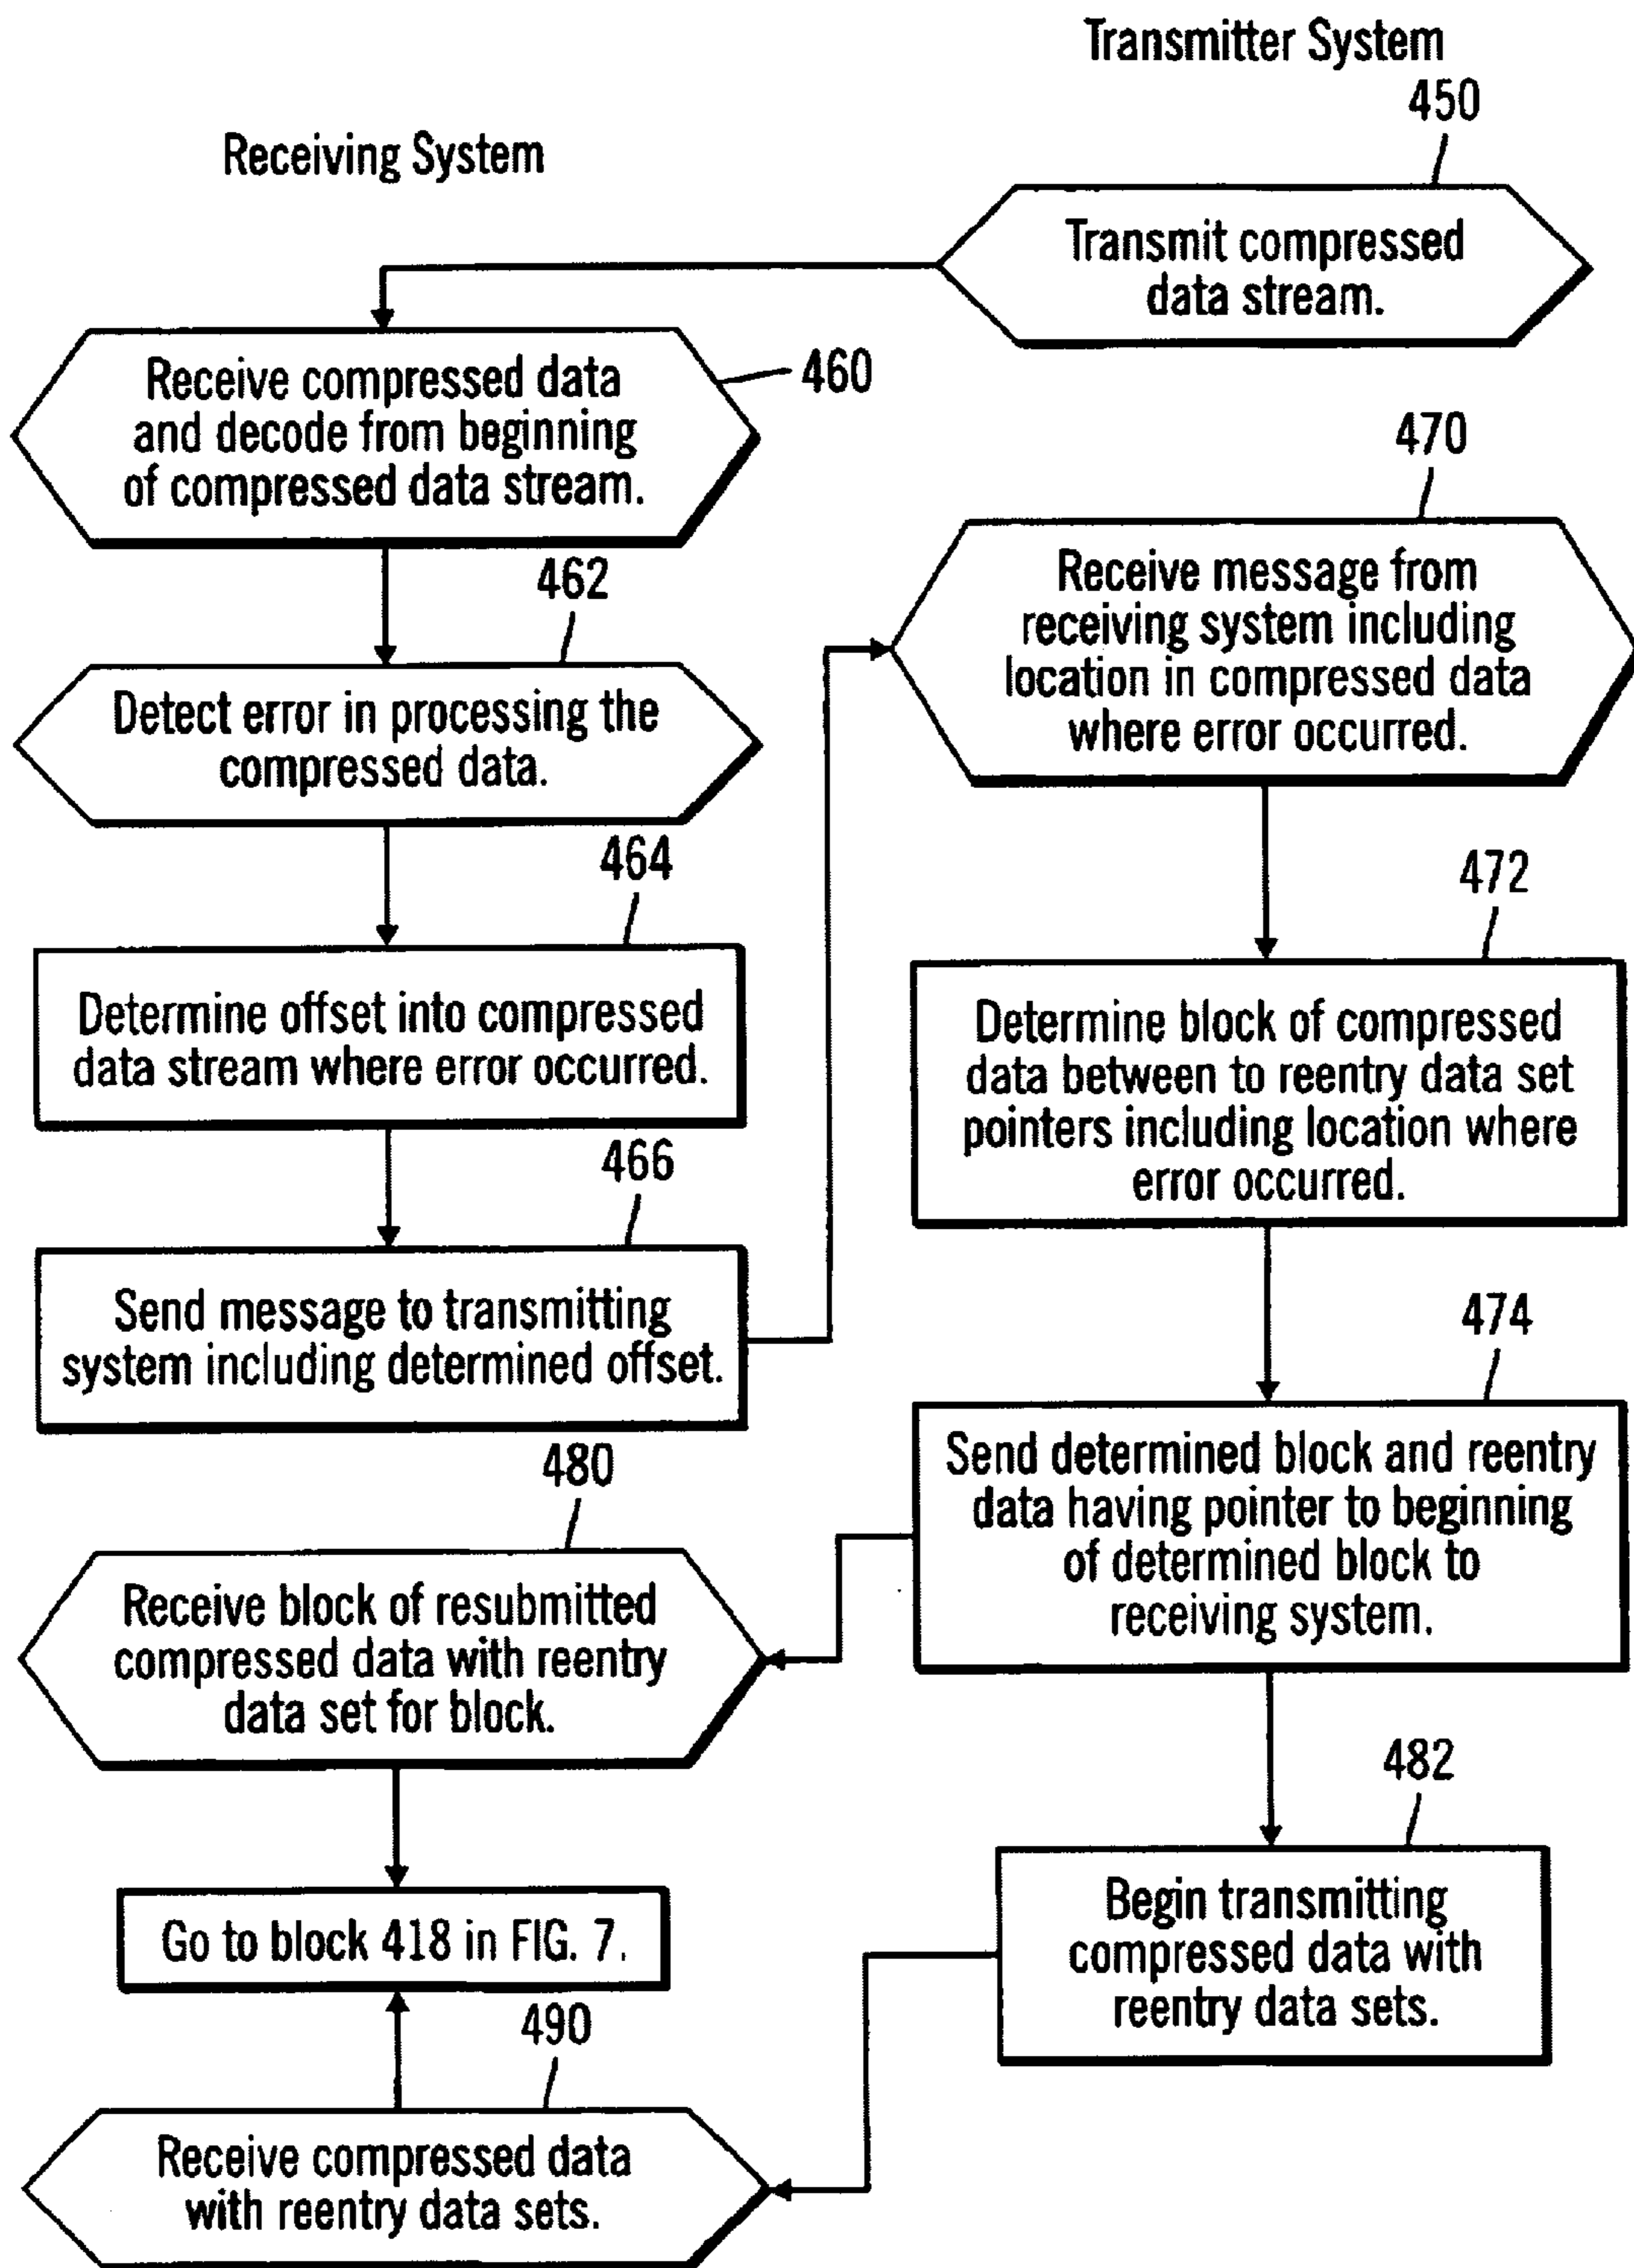 Transmitter System
450
Receiving System
Transmit compressed
data stream.
Receive compressed data
and decode from beginning
of compressed data stream.
460
470
Receive message from
receiving system including
location in compressed data
where error occurred.
462
Detect error in processing the
compressed data.
464
Determine offset into compressed
data stream where error occurred.
472
Determine block of compressed
data between to reentry data set
pointers including location where
error occurred.
466
Send message to transmitting
system including determined offset.
474
Send determined block and reentry
data having pointer to beginning
of determined block to
receiving system.
480
Receive block of resubmitted
compressed data with reentry
data set for block.
482
Begin transmitting
compressed data with
reentry data sets.
Go to block 418 in FIG. 7.
490
Receive compressed data
with reentry data sets.